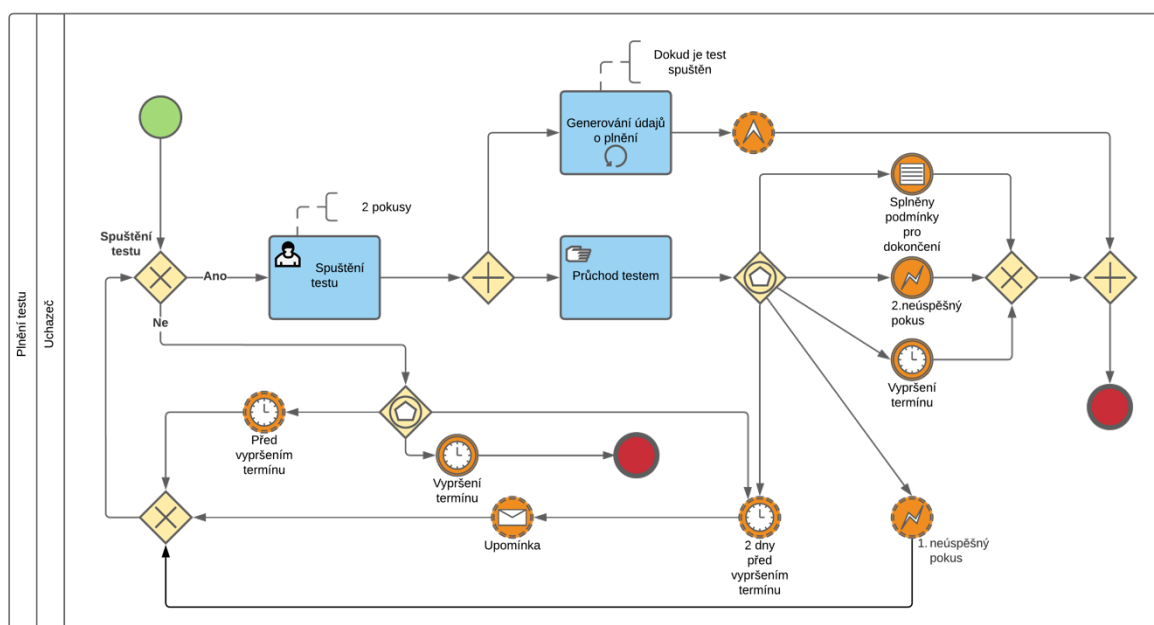 Plnění testu
Uchazeč
Dokud je test
spuštěn
Generování údajů
o plnění
2 pokusy
Spuštění
testu
Ano
Spuštění
testu
Průchod testem
Splněny
podmínky
pro
dokončení
2.neúspěšný
pokus
Ne
Vypršení
termínu
Před
vypršením
termínu
Vypršení
termínu
Upomínka
2 dny
před
vypršením
termínu
1. neúspěšný
pokus